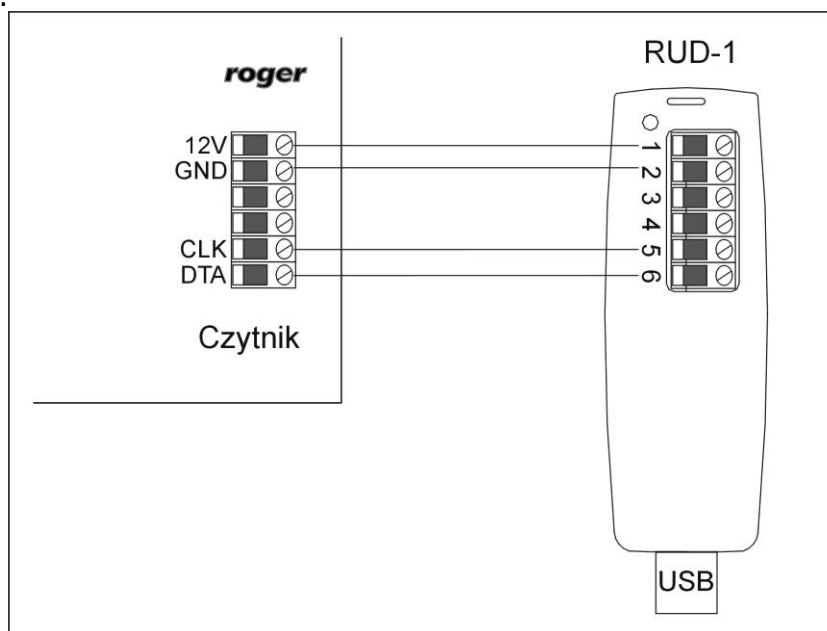 .
roger
RUD-1
12V
GND
CLK
DTA
Czytnik
1
2
3
4
5
6
USB